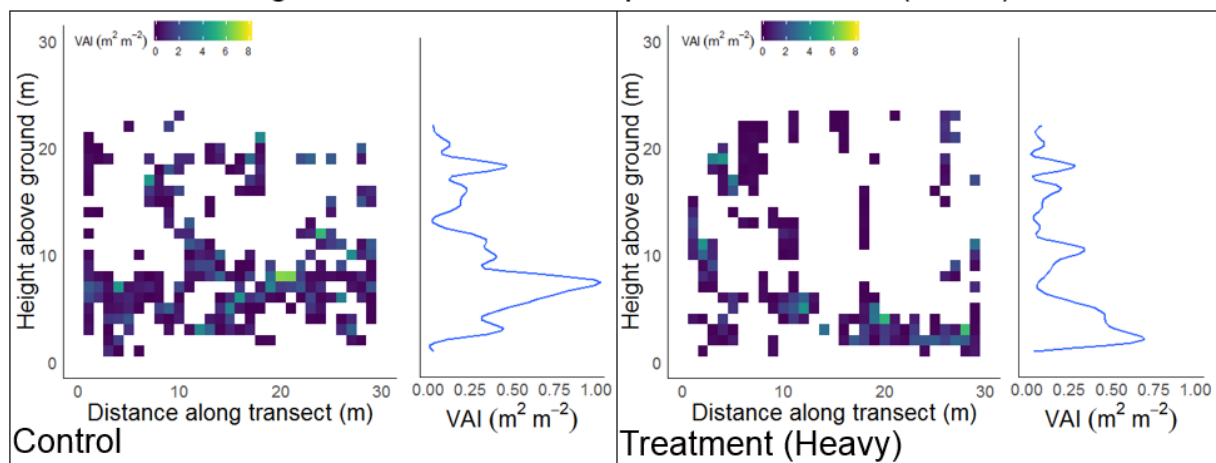 VAI (m² m⁻²) 0 2 4 6 8
30
20
10
0
Height above ground (m)
0 10 20 30
Distance along transect (m)
0.00 0.25 0.50 0.75 1.00
VAI (m² m⁻²)
Control
VAI (m² m⁻²) 0 2 4 6 8
30
20
10
0
Height above ground (m)
0 10 20 30
Distance along transect (m)
0.00 0.25 0.50 0.75 1.00
VAI (m² m⁻²)
Treatment (Heavy)